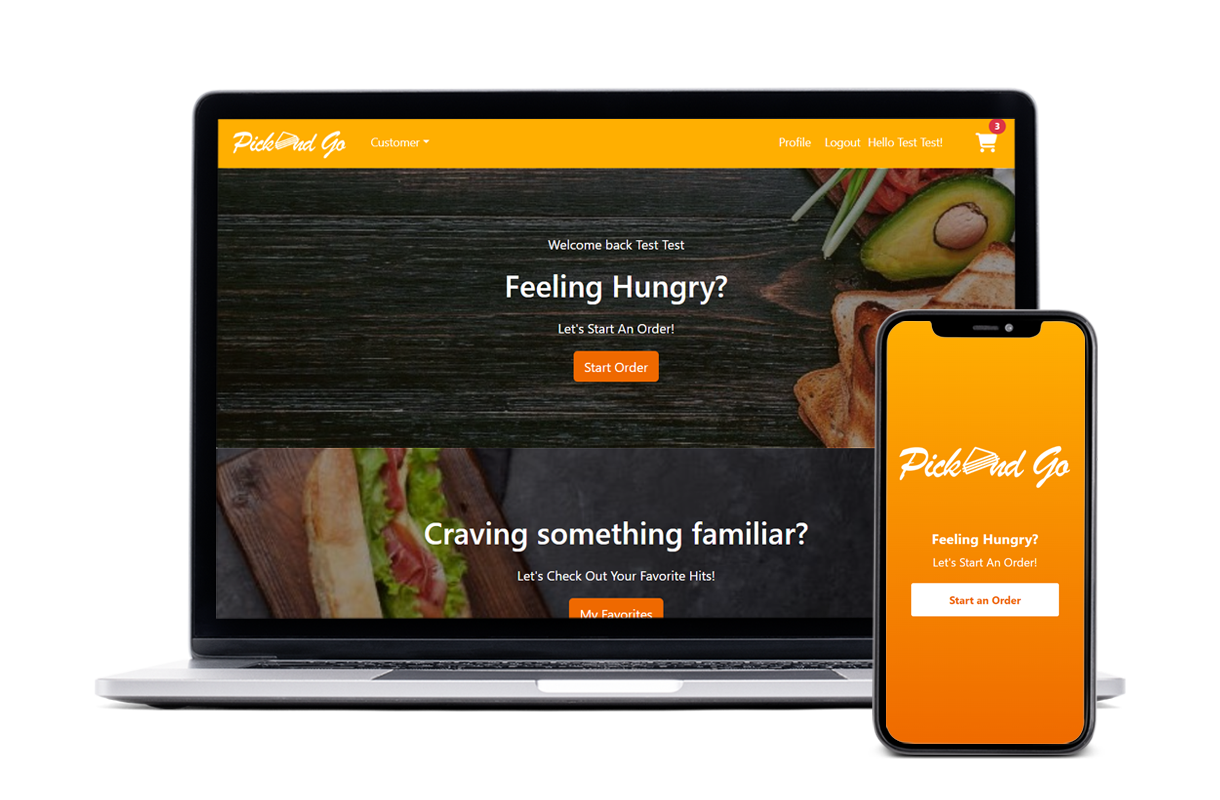 Pick And Go
Customer
Profile
Logout
Hello Test Test!
3
Welcome back Test Test
Feeling Hungry?
Let's Start An Order!
Start Order
Craving something familiar?
Let's Check Out Your Favorite Hits!
My Favorites
Pick And Go
Feeling Hungry?
Let's Start An Order!
Start an Order